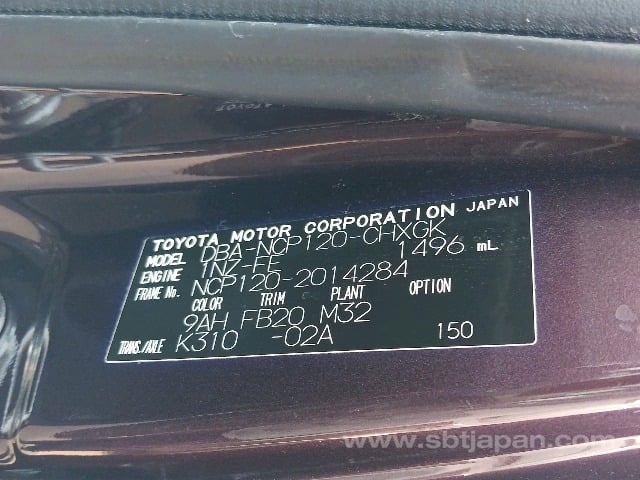 TOYOTA MOTOR CORPORATION JAPAN
MODEL DBA-NCP120-CHXGK
ENGINE 1NZ-FE 1496 mL
FRAME No. NCP120-2014284
COLOR TRIM PLANT OPTION
9AH FB20 M32
TRANS./AXLE K310 -02A 150
www.sbtjapan.com